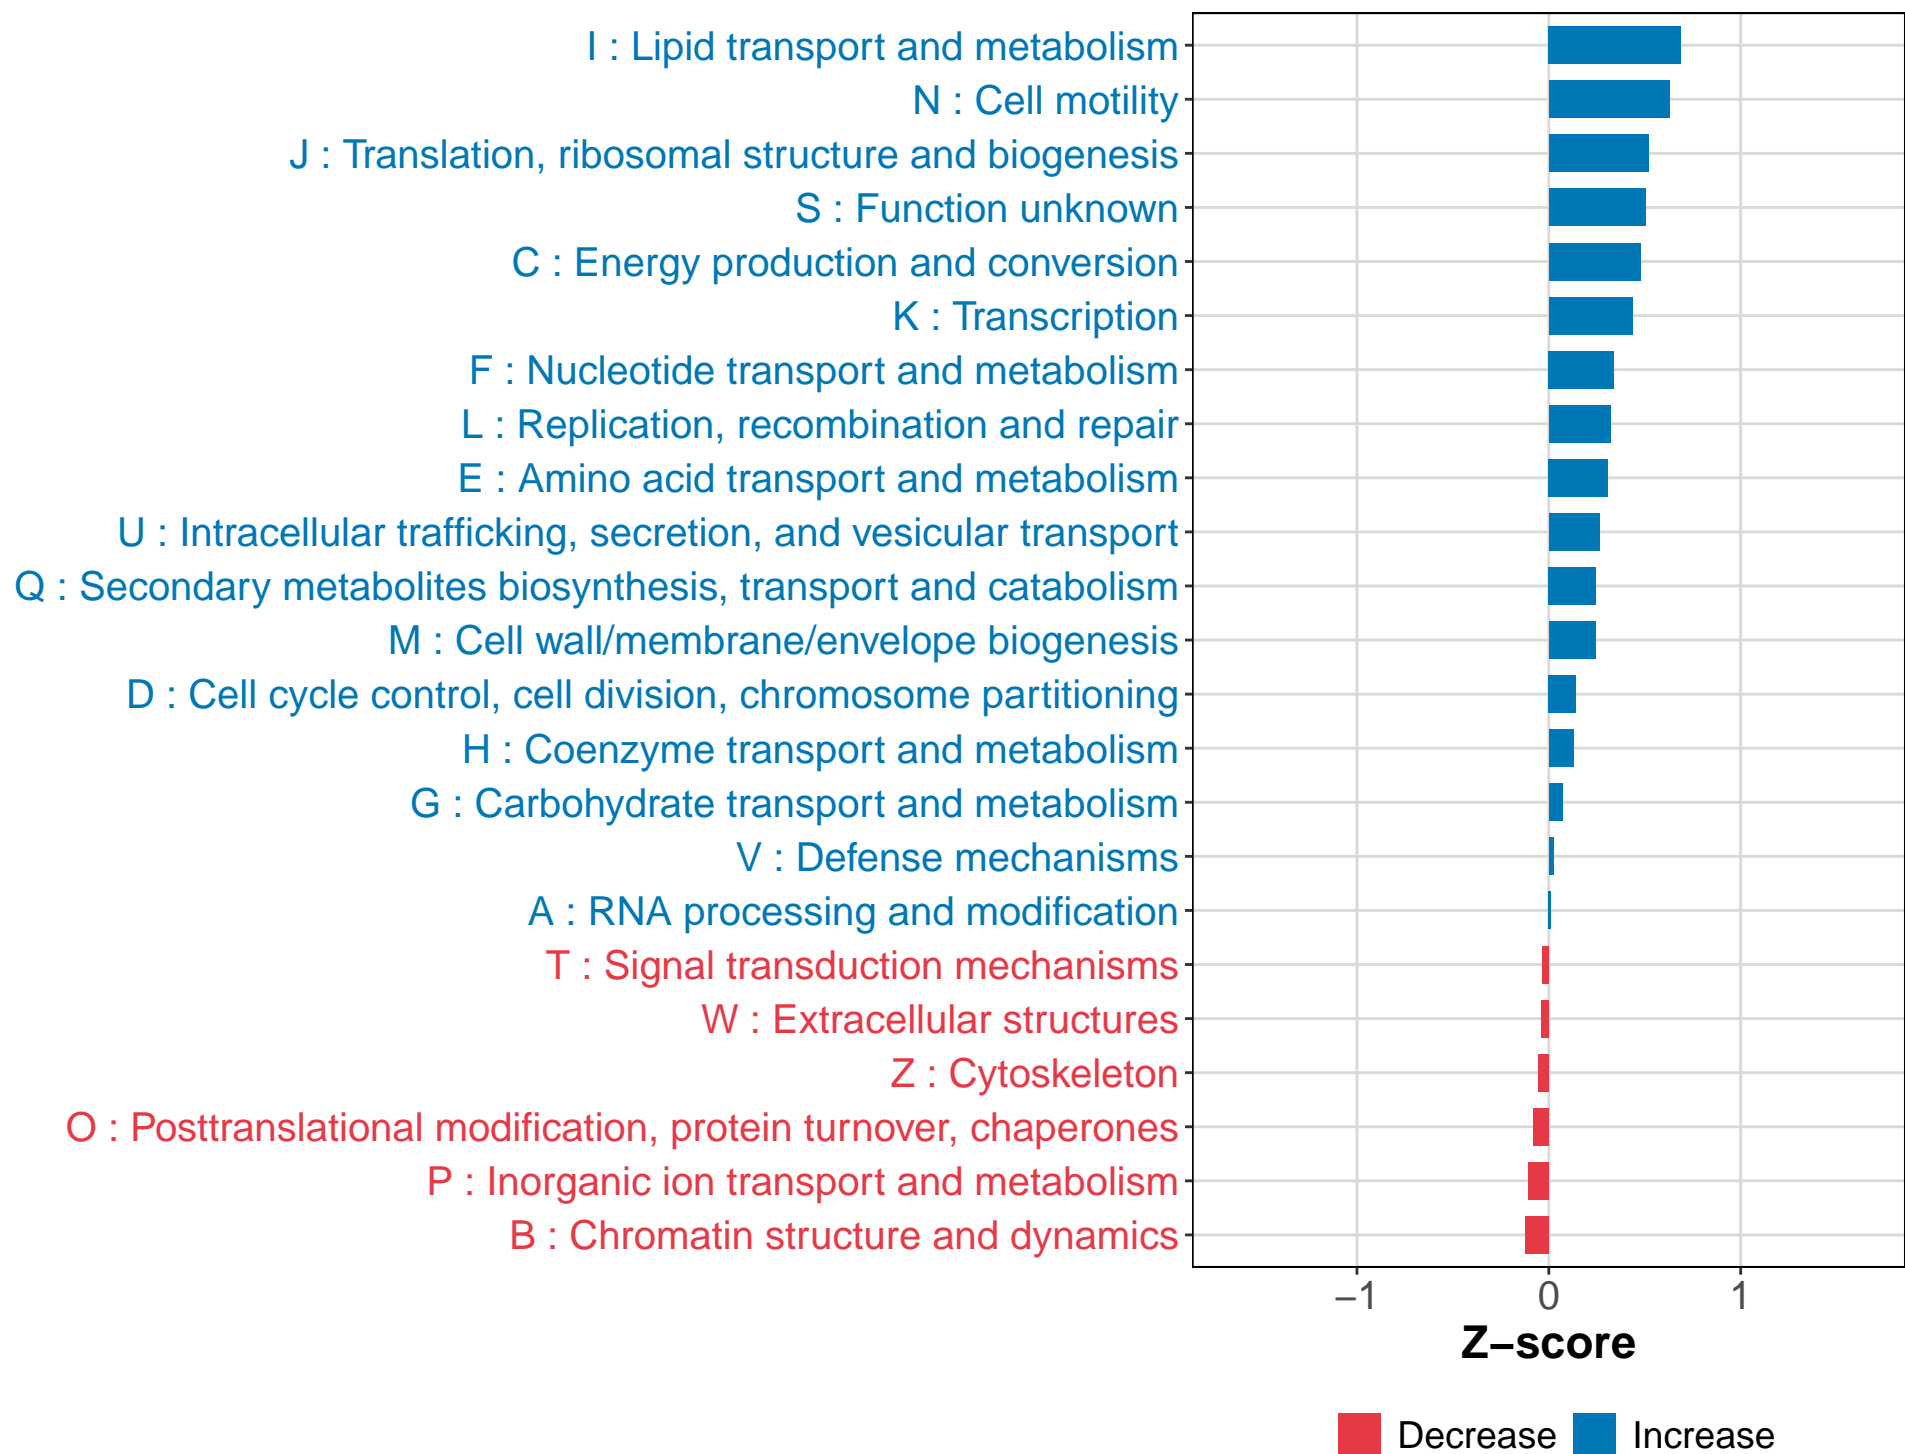 I : Lipid transport and metabolism
N : Cell motility
J : Translation, ribosomal structure and biogenesis
S : Function unknown
C : Energy production and conversion
K : Transcription
F : Nucleotide transport and metabolism
L : Replication, recombination and repair
E : Amino acid transport and metabolism
U : Intracellular trafficking, secretion, and vesicular transport
Q : Secondary metabolites biosynthesis, transport and catabolism
M : Cell wall/membrane/envelope biogenesis
D : Cell cycle control, cell division, chromosome partitioning
H : Coenzyme transport and metabolism
G : Carbohydrate transport and metabolism
V : Defense mechanisms
A : RNA processing and modification
T : Signal transduction mechanisms
W : Extracellular structures
Z : Cytoskeleton
O : Posttranslational modification, protein turnover, chaperones
P : Inorganic ion transport and metabolism
B : Chromatin structure and dynamics
−1 0 1
Z−score
Decrease Increase